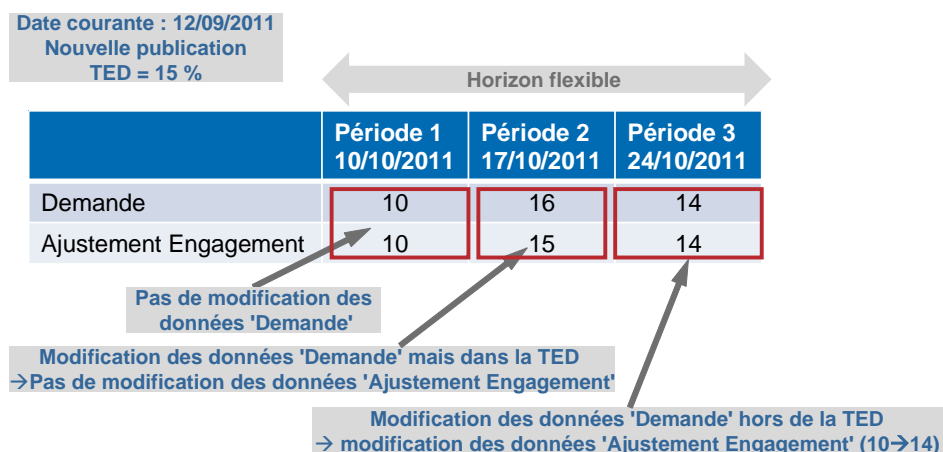 Date courante : 12/09/2011
Nouvelle publication
TED = 15 %
Horizon flexible
Période 1 Période 2 Période 3
10/10/2011 17/10/2011 24/10/2011
Demande 10 16 14
Ajustement Engagement 10 15 14
Pas de modification des
données 'Demande'
Modification des données 'Demande' mais dans la TED
→Pas de modification des données 'Ajustement Engagement'
Modification des données 'Demande' hors de la TED
→ modification des données 'Ajustement Engagement' (10→14)